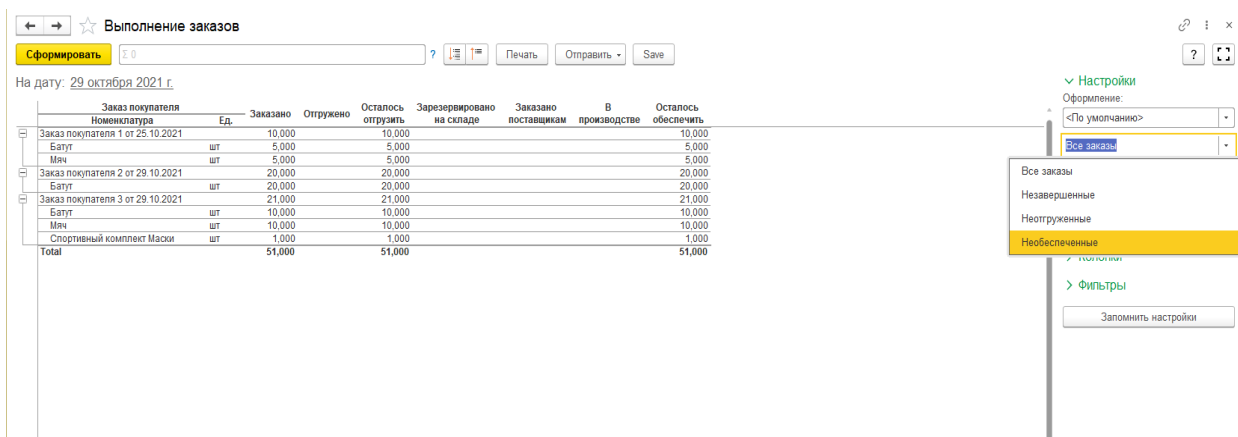 Выполнение заказов
Сформировать Σ 0 ? Печать Отправить Save ?
На дату: 29 октября 2021 г.
Настройки
Оформление:
<По умолчанию>
Все заказы
Все заказы
Незавершенные
Неотгруженные
Необеспеченные
Колонки
Фильтры
Запомнить настройки
Заказ покупателя Заказано Отгружено Осталось отгрузить Зарезервировано на складе Заказано поставщикам В производстве Осталось обеспечить
Номенклатура Ед.
Заказ покупателя 1 от 25.10.2021 10,000 10,000 10,000
Батут шт 5,000 5,000 5,000
Мяч шт 5,000 5,000 5,000
Заказ покупателя 2 от 29.10.2021 20,000 20,000 20,000
Батут шт 20,000 20,000 20,000
Заказ покупателя 3 от 29.10.2021 21,000 21,000 21,000
Батут шт 10,000 10,000 10,000
Мяч шт 10,000 10,000 10,000
Спортивный комплект Маски шт 1,000 1,000 1,000
Total 51,000 51,000 51,000